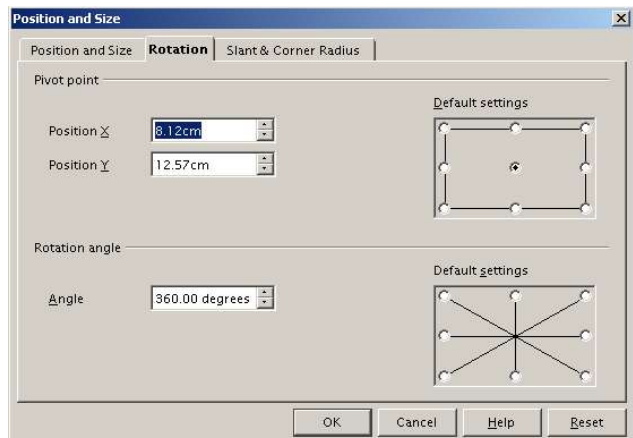 Position and Size
Position and Size Rotation Slant & Corner Radius
Pivot point
Default settings
Position X 8.12cm
Position Y 12.57cm
Rotation angle
Default settings
Angle 360.00 degrees
OK Cancel Help Reset